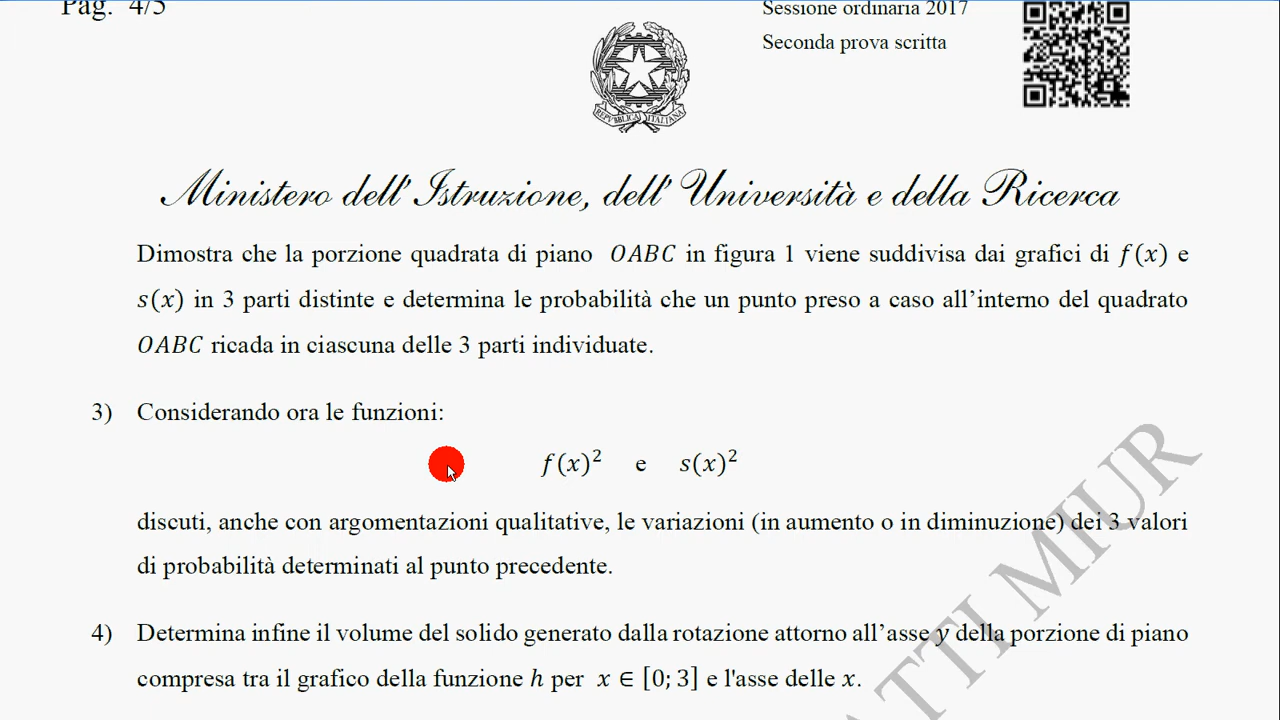 Pag. 4/5
Sessione ordinaria 2017
Seconda prova scritta
REPVBBLICA ITALIANA
Ministero dell'Istruzione, dell'Università e della Ricerca
Dimostra che la porzione quadrata di piano OABC in figura 1 viene suddivisa dai grafici di f(x) e
s(x) in 3 parti distinte e determina le probabilità che un punto preso a caso all’interno del quadrato
OABC ricada in ciascuna delle 3 parti individuate.
3) Considerando ora le funzioni:
f(x)² e s(x)²
discuti, anche con argomentazioni qualitative, le variazioni (in aumento o in diminuzione) dei 3 valori
di probabilità determinati al punto precedente.
4) Determina infine il volume del solido generato dalla rotazione attorno all’asse y della porzione di piano
compresa tra il grafico della funzione h per x ∈ [0; 3] e l'asse delle x.
ATTI MIUR